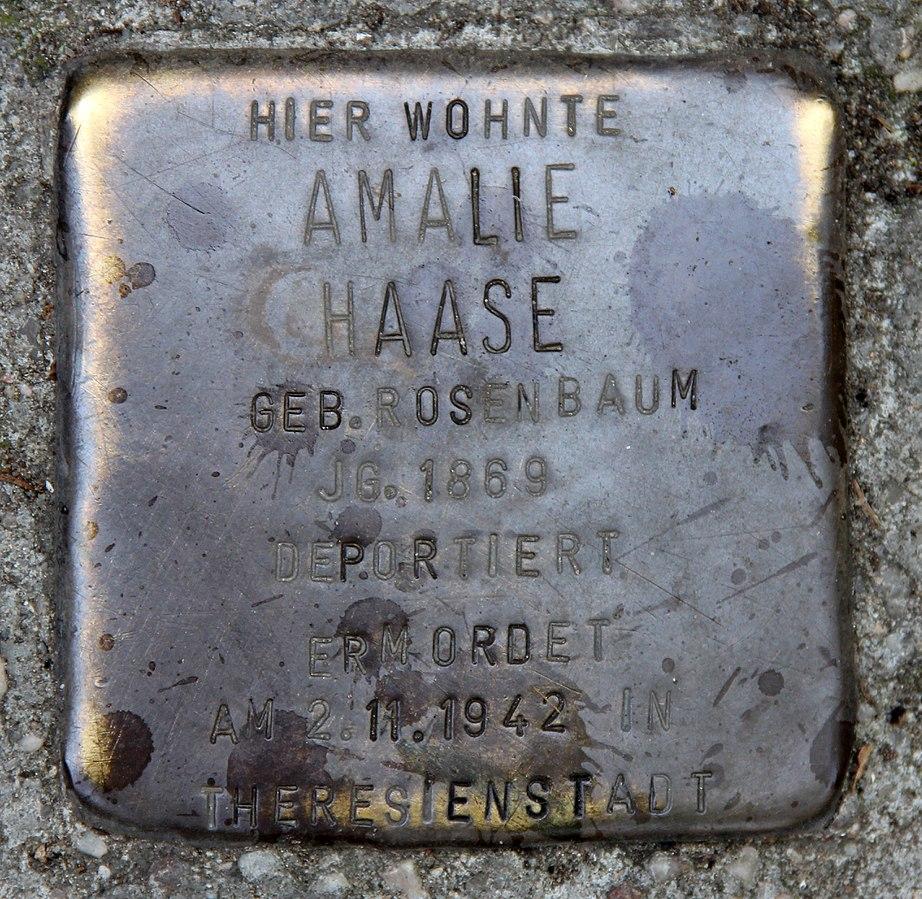 HIER WOHNTE
AMALIE
HAASE
GEB. ROSENBAUM
JG. 1869
DEPORTIERT
ERMORDET
AM 2.11.1942 IN
THERESIENSTADT